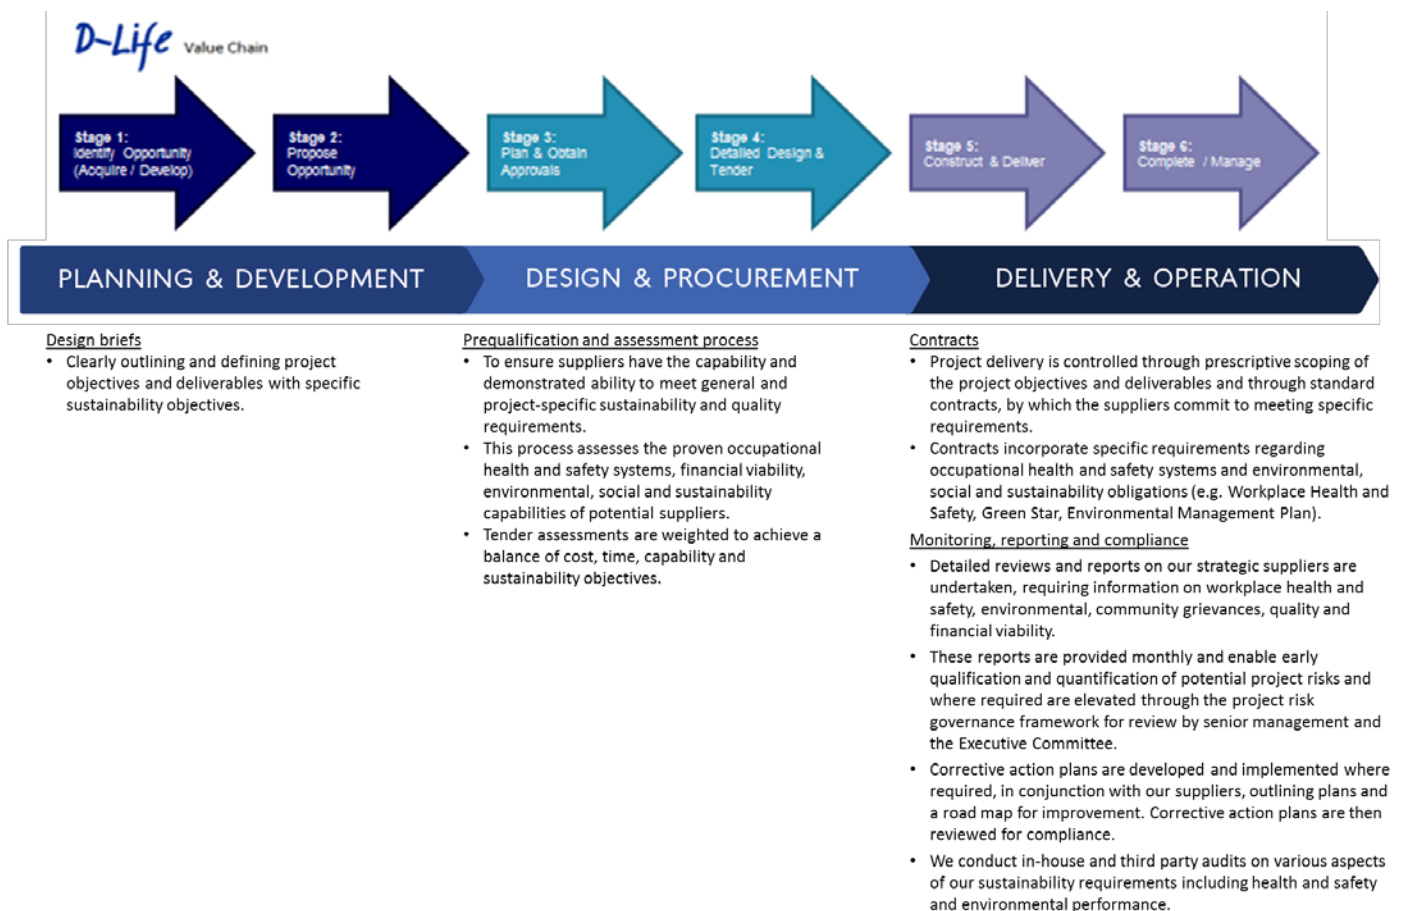 D-Life Value Chain
Stage 1:
Identify Opportunity
(Acquire / Develop)
Stage 2:
Propose
Opportunity
Stage 3:
Plan & Obtain
Approvals
Stage 4:
Detailed Design &
Tender
Stage 5:
Construct & Deliver
Stage 6:
Complete / Manage
PLANNING & DEVELOPMENT
DESIGN & PROCUREMENT
DELIVERY & OPERATION
Design briefs
• Clearly outlining and defining project
objectives and deliverables with specific
sustainability objectives.
Prequalification and assessment process
• To ensure suppliers have the capability and
demonstrated ability to meet general and
project-specific sustainability and quality
requirements.
• This process assesses the proven occupational
health and safety systems, financial viability,
environmental, social and sustainability
capabilities of potential suppliers.
• Tender assessments are weighted to achieve a
balance of cost, time, capability and
sustainability objectives.
Contracts
• Project delivery is controlled through prescriptive scoping of
the project objectives and deliverables and through standard
contracts, by which the suppliers commit to meeting specific
requirements.
• Contracts incorporate specific requirements regarding
occupational health and safety systems and environmental,
social and sustainability obligations (e.g. Workplace Health and
Safety, Green Star, Environmental Management Plan).
Monitoring, reporting and compliance
• Detailed reviews and reports on our strategic suppliers are
undertaken, requiring information on workplace health and
safety, environmental, community grievances, quality and
financial viability.
• These reports are provided monthly and enable early
qualification and quantification of potential project risks and
where required are elevated through the project risk
governance framework for review by senior management and
the Executive Committee.
• Corrective action plans are developed and implemented where
required, in conjunction with our suppliers, outlining plans and
a road map for improvement. Corrective action plans are then
reviewed for compliance.
• We conduct in-house and third party audits on various aspects
of our sustainability requirements including health and safety
and environmental performance.